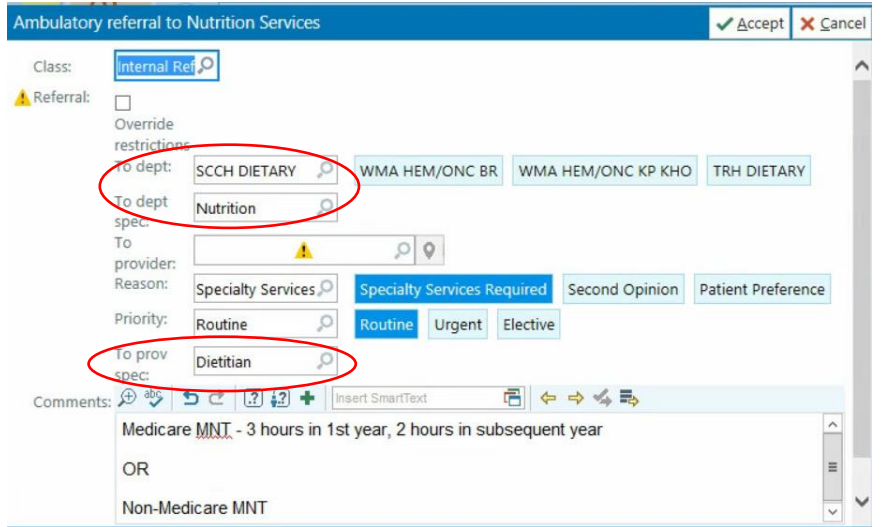 Ambulatory referral to Nutrition Services Accept Cancel
Class: Internal Ref
Referral:
Override
restrictions
To dept: SCCH DIETARY WMA HEM/ONC BR WMA HEM/ONC KP KHO TRH DIETARY
To dept
spec: Nutrition
To
provider:
Reason: Specialty Services Specialty Services Required Second Opinion Patient Preference
Priority: Routine Routine Urgent Elective
To prov
spec: Dietitian
Comments: abc Insert SmartText
Medicare MNT - 3 hours in 1st year, 2 hours in subsequent year
OR
Non-Medicare MNT